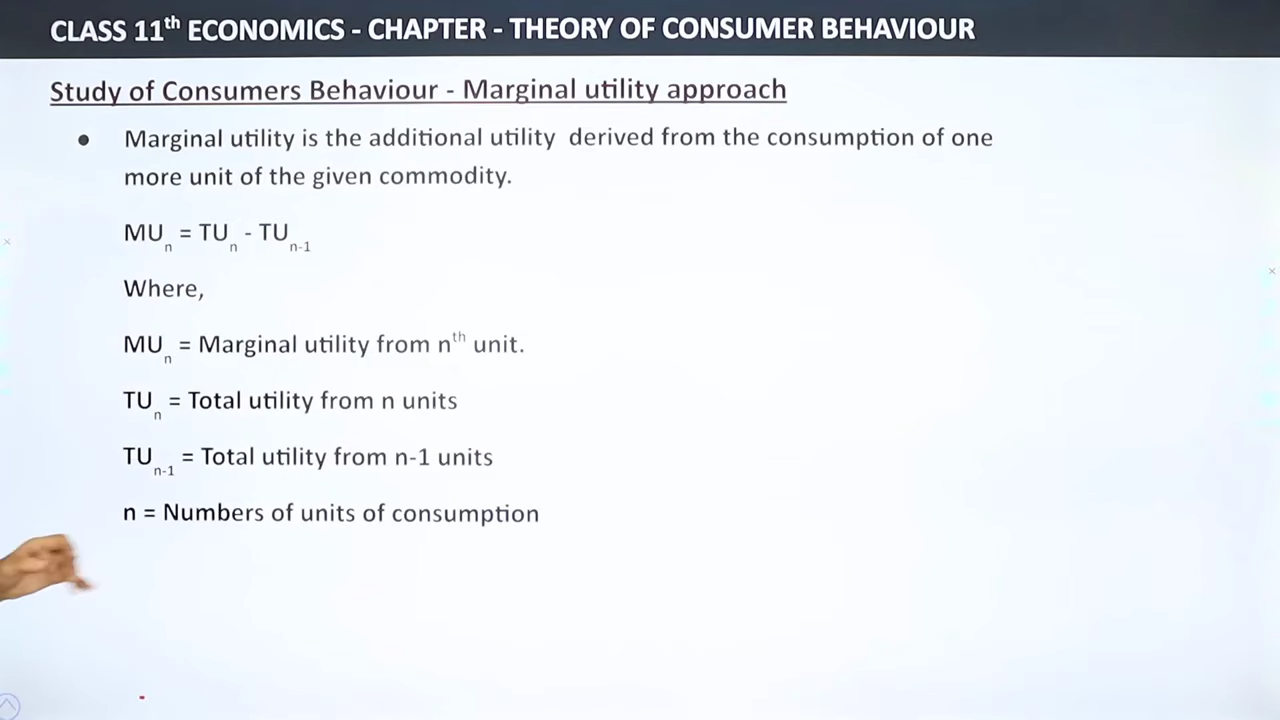 CLASS 11th ECONOMICS - CHAPTER - THEORY OF CONSUMER BEHAVIOUR
Study of Consumers Behaviour - Marginal utility approach
● Marginal utility is the additional utility derived from the consumption of one
more unit of the given commodity.
MUn = TUn - TUn-1
Where,
MUn = Marginal utility from nth unit.
TUn = Total utility from n units
TUn-1 = Total utility from n-1 units
n = Numbers of units of consumption